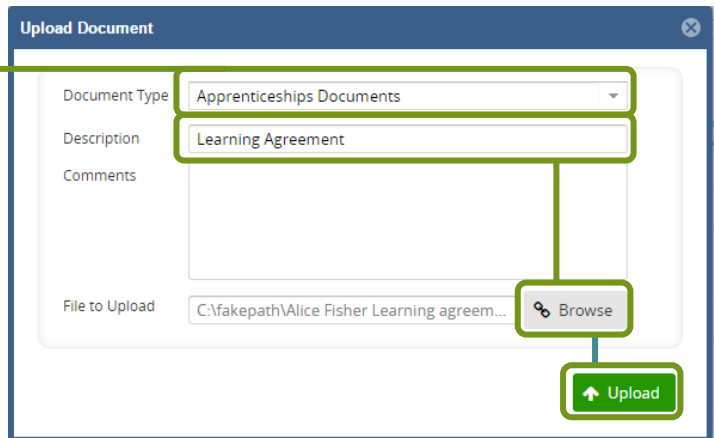 Upload Document
Document Type Apprenticeships Documents
Description Learning Agreement
Comments
File to Upload C:\fakepath\Alice Fisher Learning agreem... Browse
Upload